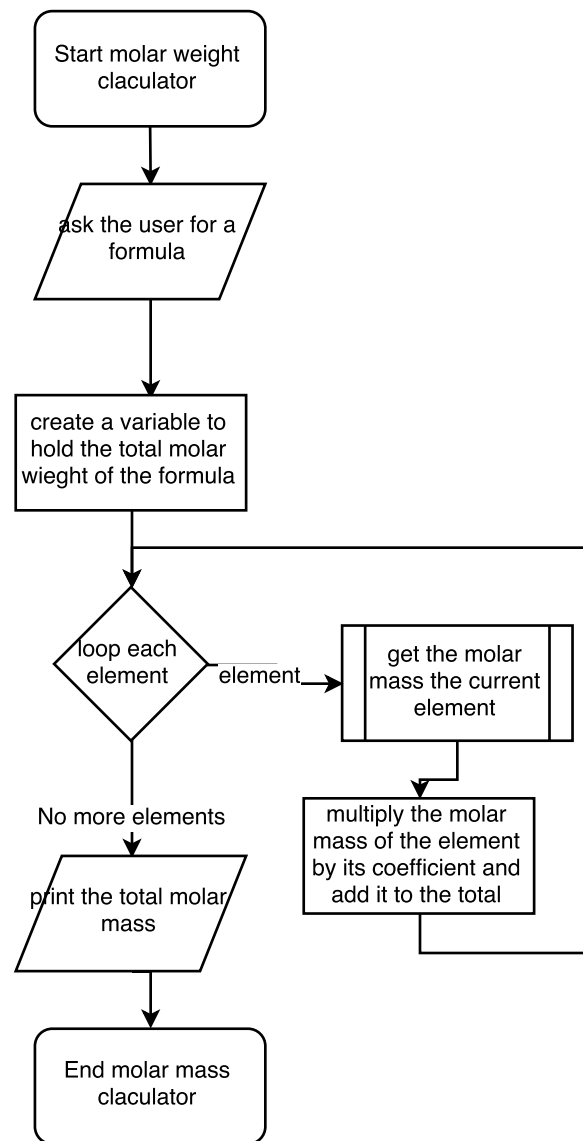 Start molar weight
claculator
ask the user for a
formula
create a variable to
hold the total molar
wieght of the formula
loop each
element
element
get the molar
mass the current
element
multiply the molar
mass of the element
by its coefficient and
add it to the total
No more elements
print the total molar
mass
End molar mass
claculator